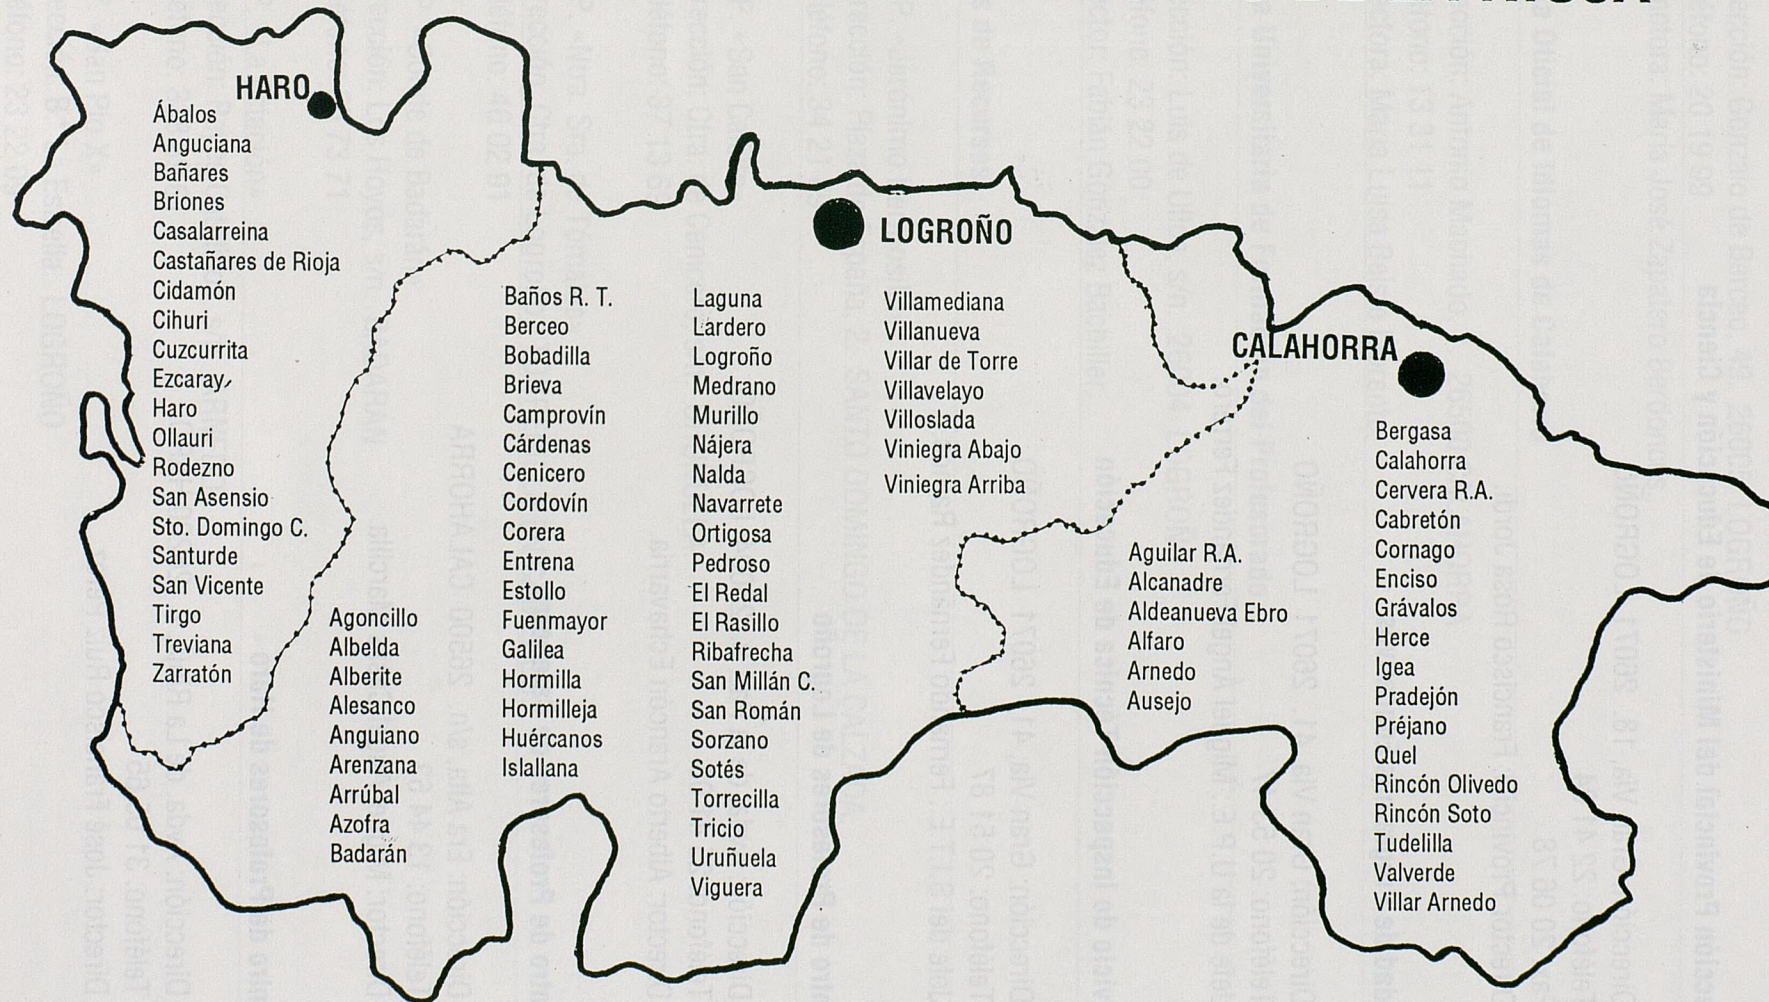 HARO
Ábalos
Anguciana
Bañares
Briones
Casalarreina
Castañares de Rioja
Cidamón
Cihuri
Cuzcurrita
Ezcaray
Haro
Ollauri
Rodezno
San Asensio
Sto. Domingo C.
Santurde
San Vicente
Tirgo
Treviana
Zarratón
LOGROÑO
Agoncillo
Albelda
Alberite
Alesanco
Anguiano
Arenzana
Arrúbal
Azofra
Badarán
Baños R. T.
Berceo
Bobadilla
Brieva
Camprovín
Cárdenas
Cenicero
Cordovín
Corera
Entrena
Estollo
Fuenmayor
Galilea
Hormilla
Hormilleja
Huércanos
Islallana
Laguna
Lardero
Logroño
Medrano
Murillo
Nájera
Nalda
Navarrete
Ortigosa
Pedroso
El Redal
El Rasillo
Ribafrecha
San Millán C.
San Román
Sorzano
Sotés
Torrecilla
Tricio
Uruñuela
Viguera
Villamediana
Villanueva
Villar de Torre
Villavelayo
Villoslada
Viniegra Abajo
Viniegra Arriba
CALAHORRA
Aguilar R.A.
Alcanadre
Aldeanueva Ebro
Alfaro
Arnedo
Ausejo
Bergasa
Calahorra
Cervera R.A.
Cabretón
Cornago
Enciso
Grávalos
Herce
Igea
Pradejón
Préjano
Quel
Rincón Olivedo
Rincón Soto
Tudelilla
Valverde
Villar Arnedo